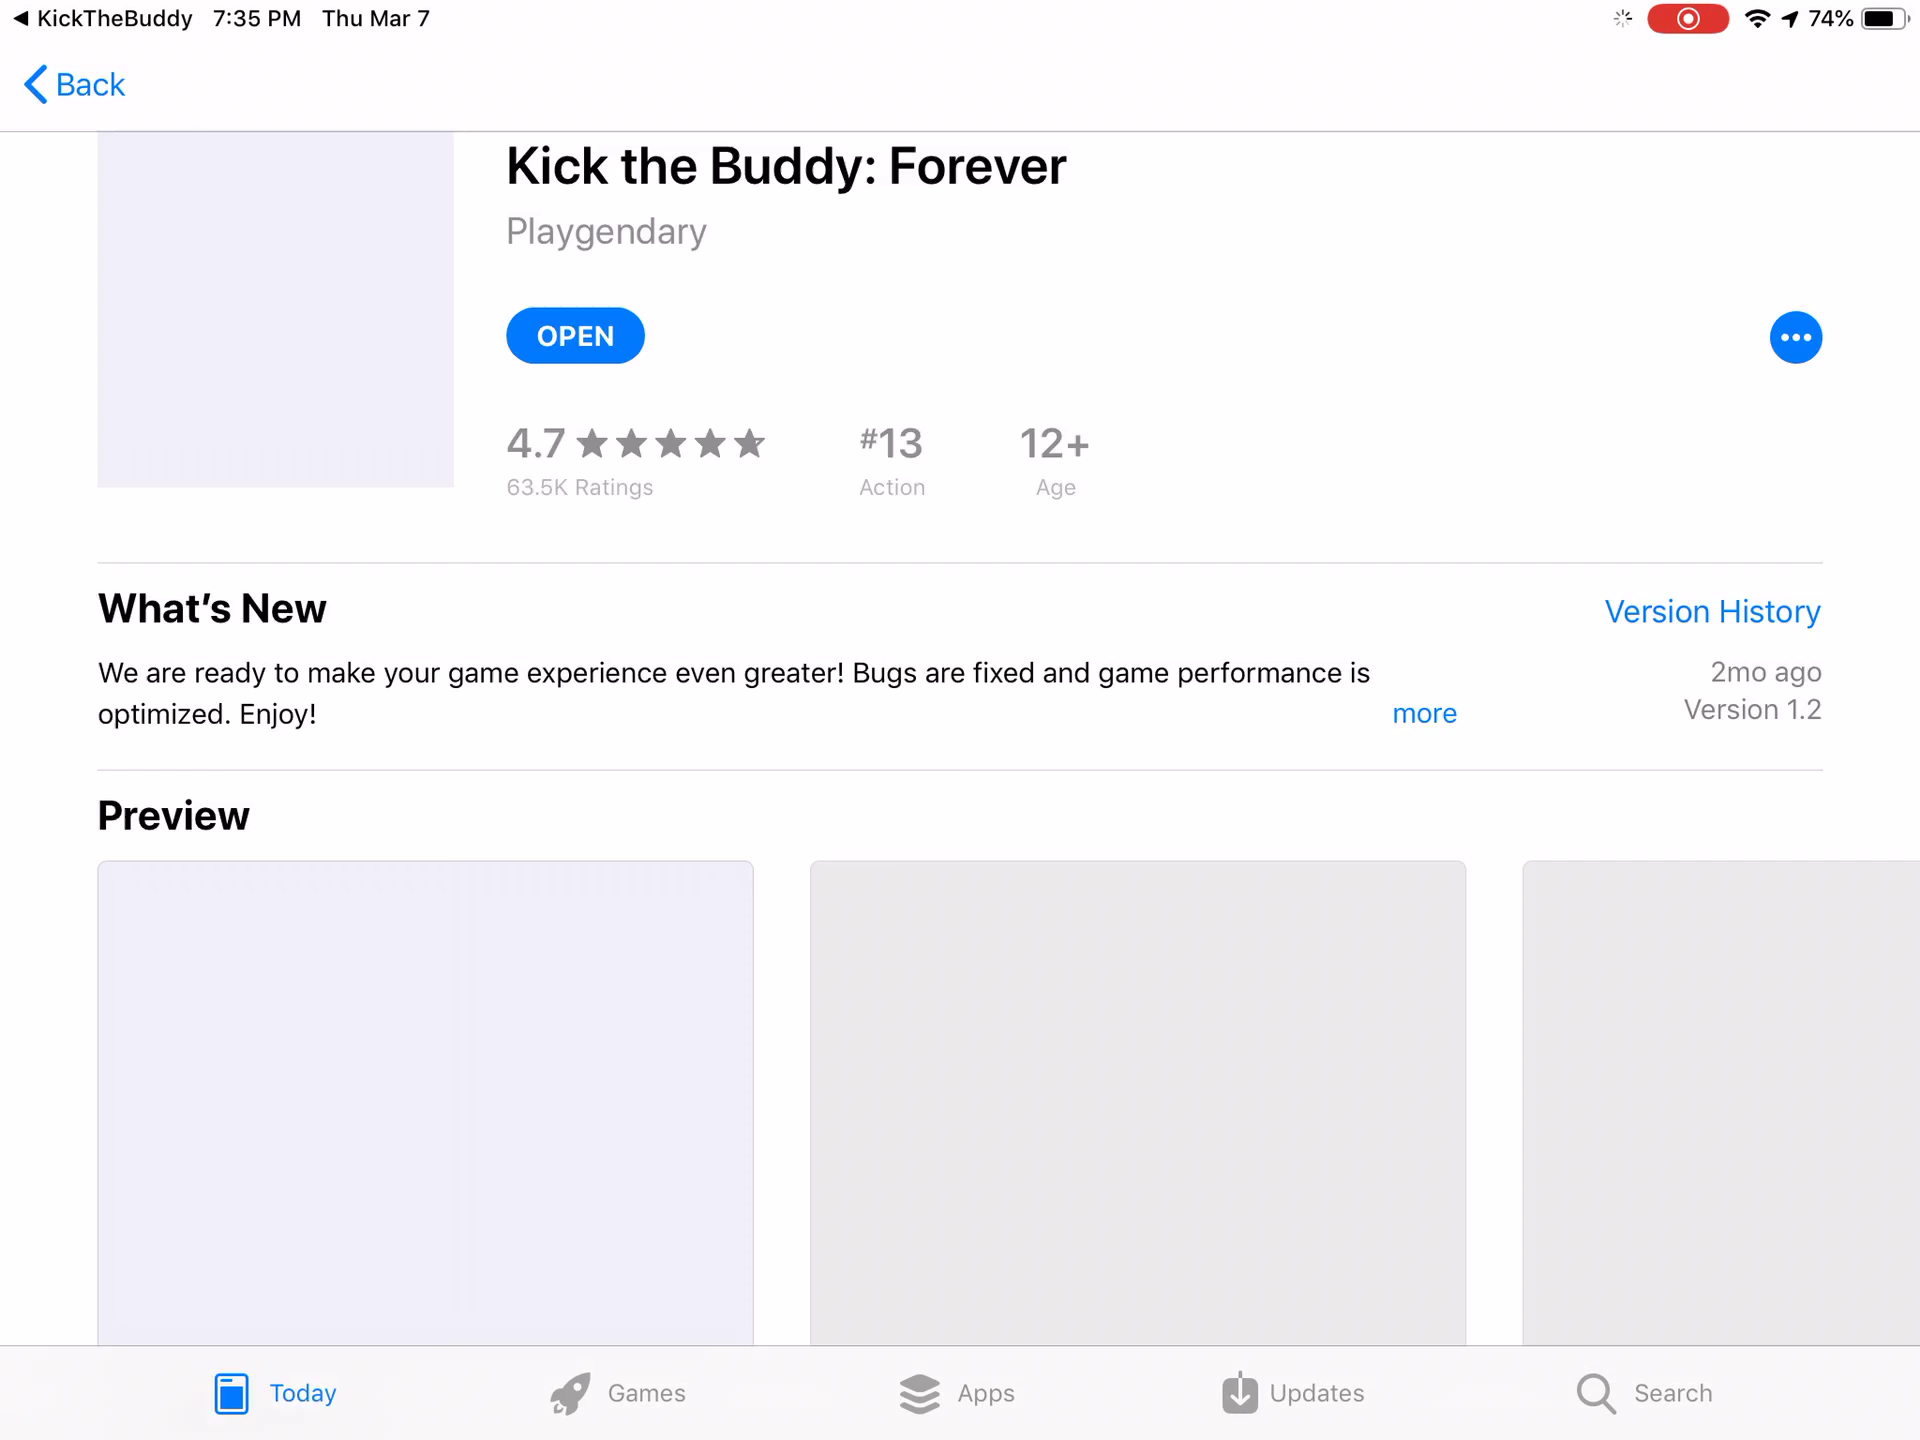 ◀ KickTheBuddy 7:35 PM Thu Mar 7 74%
Back
Kick the Buddy: Forever
Playgendary
OPEN
4.7 ★★★★★ #13 12+
63.5K Ratings Action Age
What's New Version History
We are ready to make your game experience even greater! Bugs are fixed and game performance is 2mo ago
optimized. Enjoy! more Version 1.2
Preview
Today Games Apps Updates Search